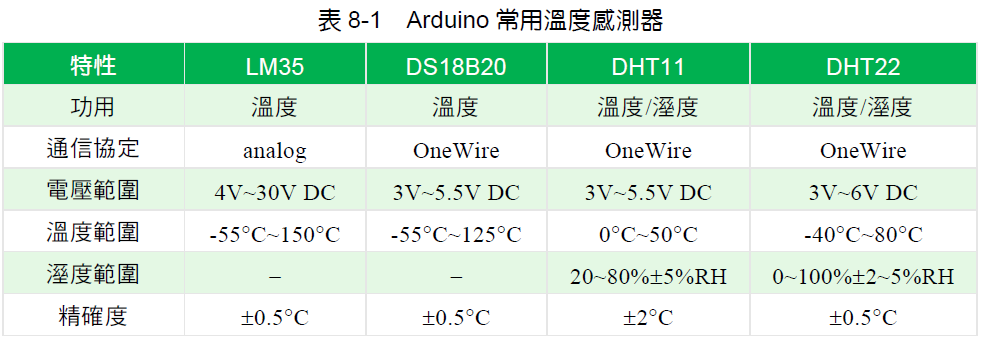 表 8-1 Arduino 常用溫度感測器
特性 LM35 DS18B20 DHT11 DHT22
功用 溫度 溫度 溫度/溼度 溫度/溼度
通信協定 analog OneWire OneWire OneWire
電壓範圍 4V~30V DC 3V~5.5V DC 3V~5.5V DC 3V~6V DC
溫度範圍 -55°C~150°C -55°C~125°C 0°C~50°C -40°C~80°C
溼度範圍 – – 20~80%±5%RH 0~100%±2~5%RH
精確度 ±0.5°C ±0.5°C ±2°C ±0.5°C